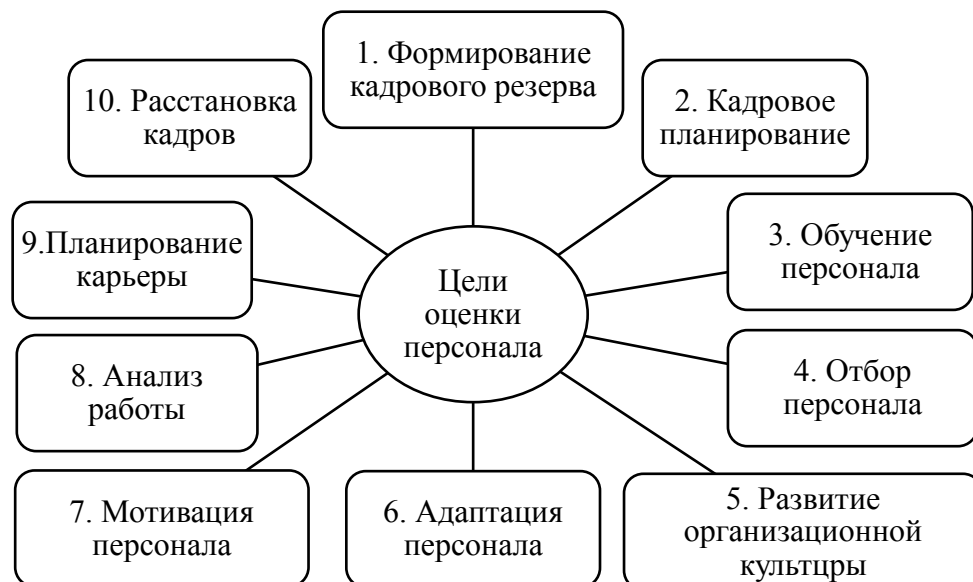 1. Формирование
кадрового резерва
2. Кадровое
планирование
3. Обучение
персонала
4. Отбор
персонала
5. Развитие
организационной
культцры
6. Адаптация
персонала
7. Мотивация
персонала
8. Анализ
работы
9.Планирование
карьеры
10. Расстановка
кадров
Цели
оценки
персонала